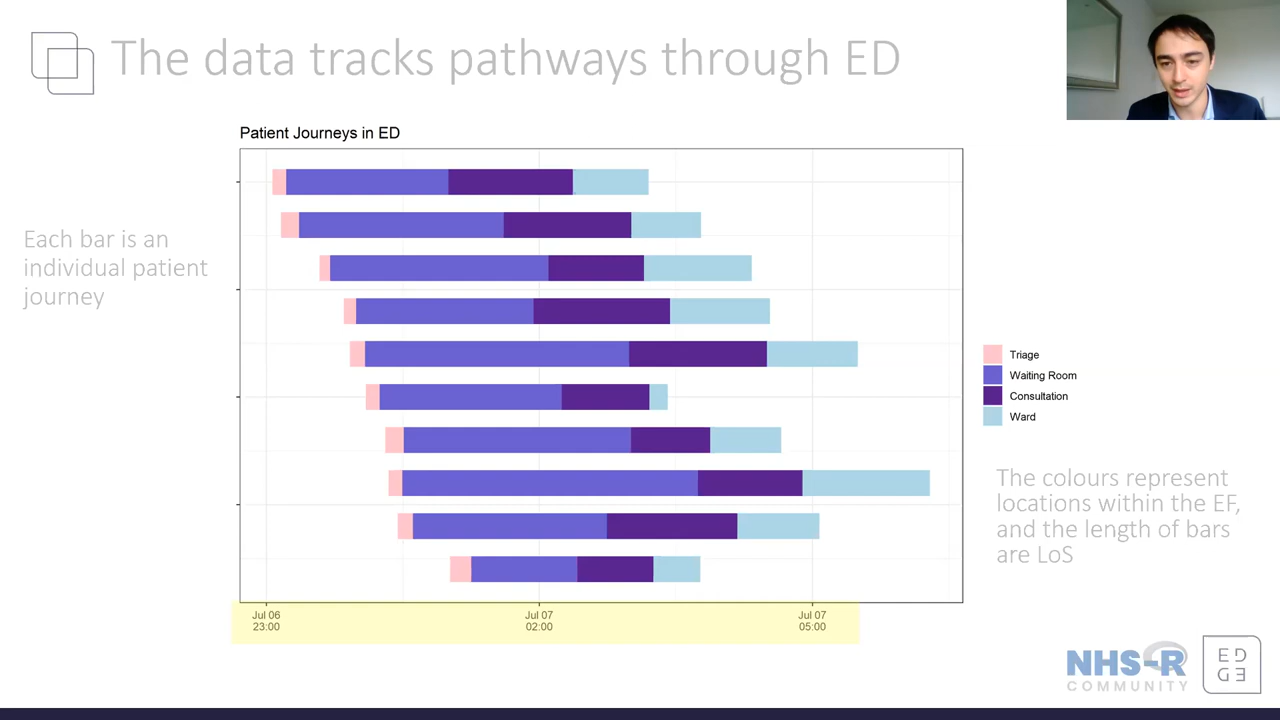 The data tracks pathways through ED
Patient Journeys in ED
Each bar is an
individual patient
journey
Triage
Waiting Room
Consultation
Ward
The colours represent
locations within the EF,
and the length of bars
are LoS
Jul 06
23:00
Jul 07
02:00
Jul 07
05:00
NHS-R
COMMUNITY
ED
GE